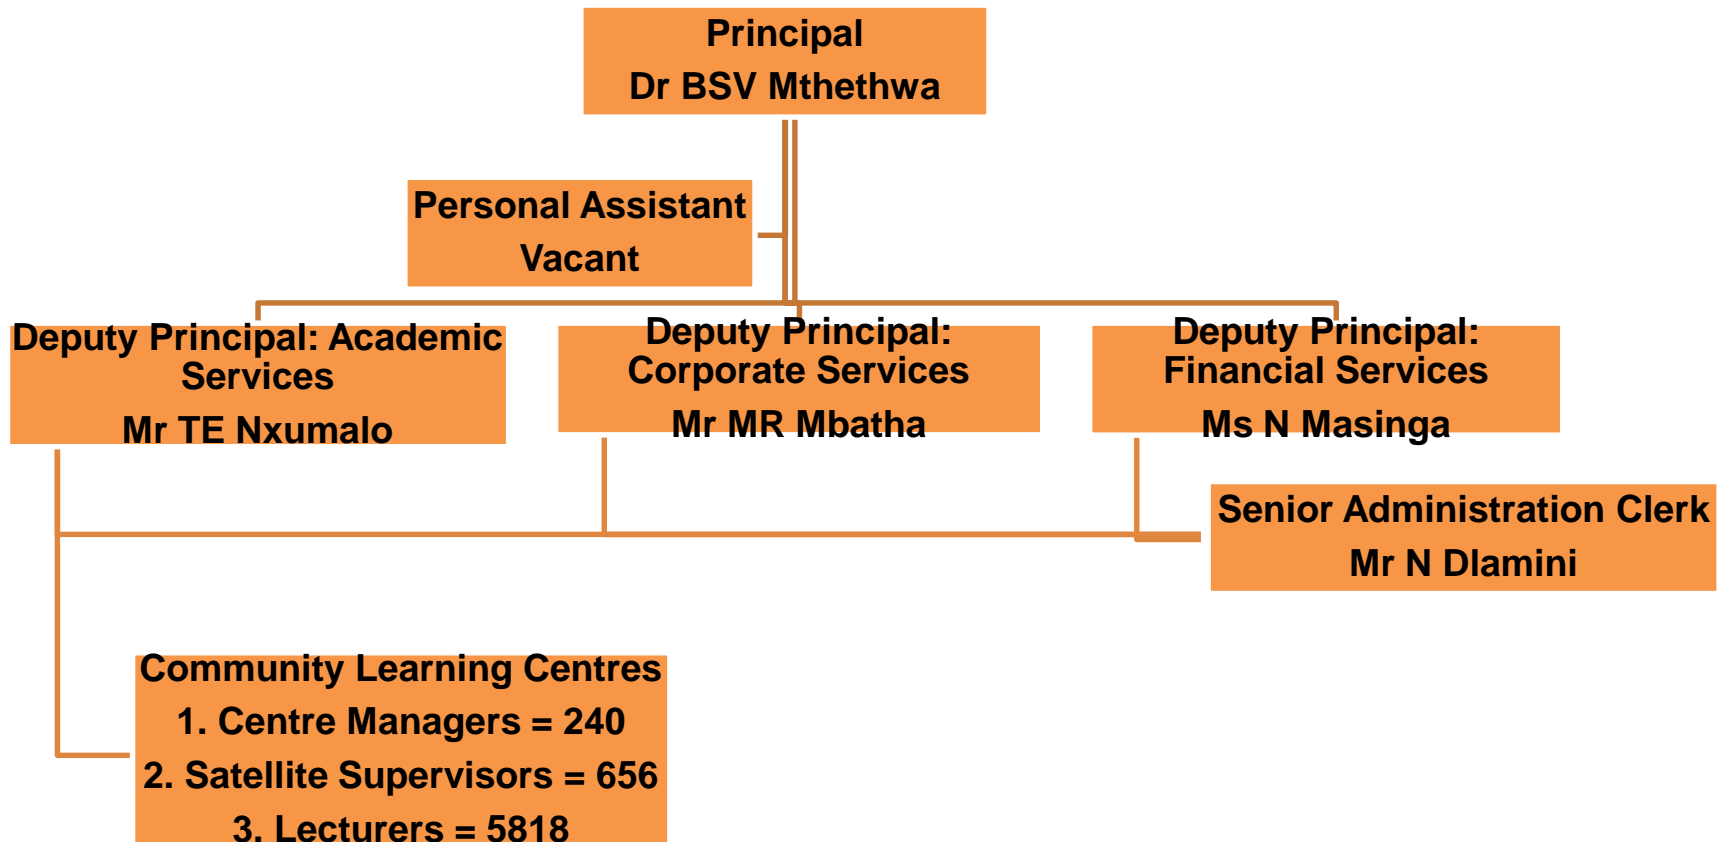 Principal
Dr BSV Mthethwa
Personal Assistant
Vacant
Deputy Principal: Academic
Services
Mr TE Nxumalo
Deputy Principal:
Corporate Services
Mr MR Mbatha
Deputy Principal:
Financial Services
Ms N Masinga
Senior Administration Clerk
Mr N Dlamini
Community Learning Centres
1. Centre Managers = 240
2. Satellite Supervisors = 656
3. Lecturers = 5818